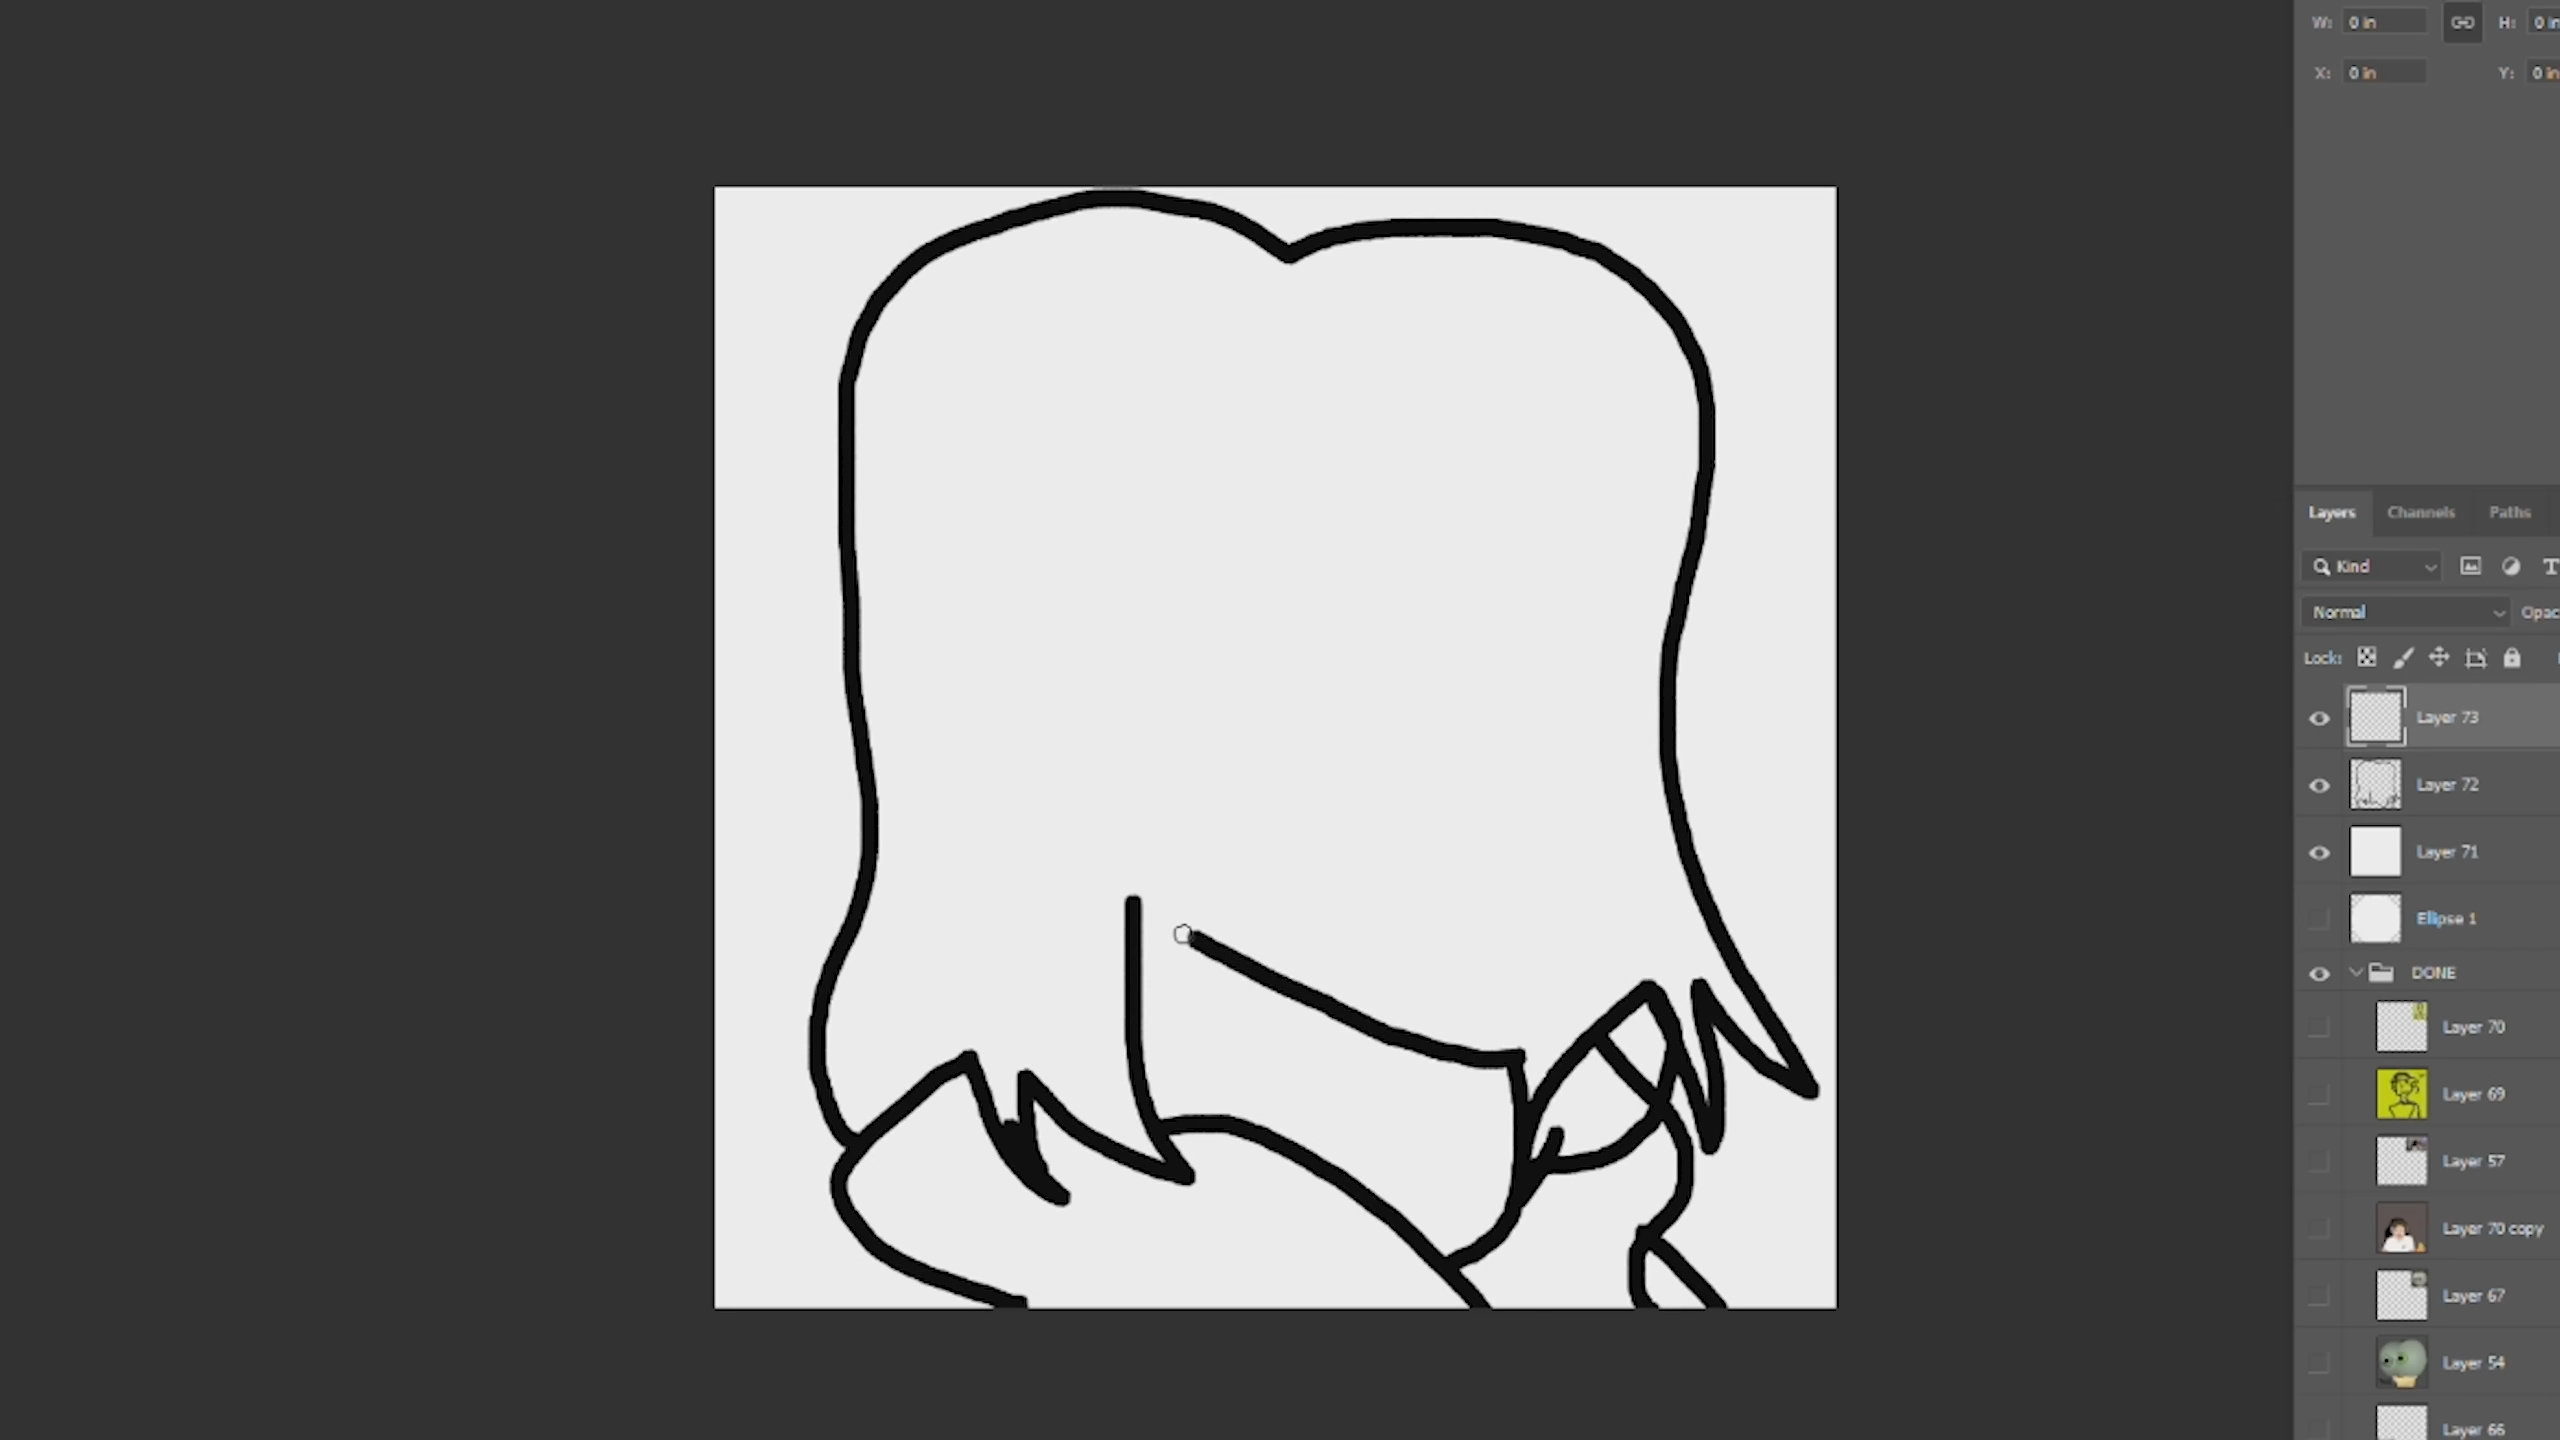 W: 0 in H: 0 in
X: 0 in Y: 0 in
Layers Channels Paths
Kind
Normal
Lock:
Layer 73
Layer 72
Layer 71
Ellipse 1
DONE
Layer 70
Layer 69
Layer 57
Layer 70 copy
Layer 67
Layer 54
Layer 66